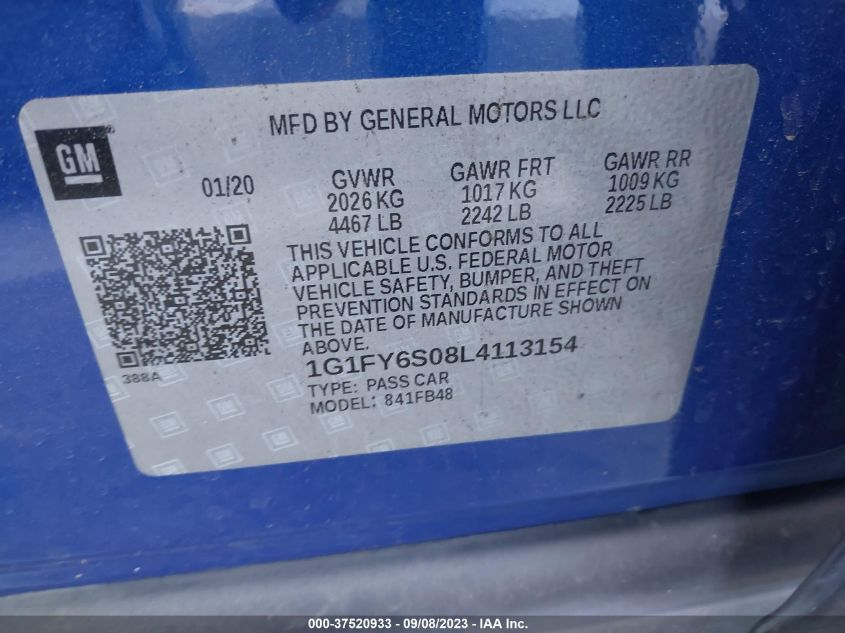 MFD BY GENERAL MOTORS LLC
GM
01/20
GVWR
2026 KG
4467 LB
GAWR FRT
1017 KG
2242 LB
GAWR RR
1009 KG
2225 LB
THIS VEHICLE CONFORMS TO ALL
APPLICABLE U.S. FEDERAL MOTOR
VEHICLE SAFETY, BUMPER, AND THEFT
PREVENTION STANDARDS IN EFFECT ON
THE DATE OF MANUFACTURE SHOWN
ABOVE.
388A
1G1FY6S08L4113154
TYPE: PASS CAR
MODEL: 841FB48
000-37520933 - 09/08/2023 - IAA Inc.